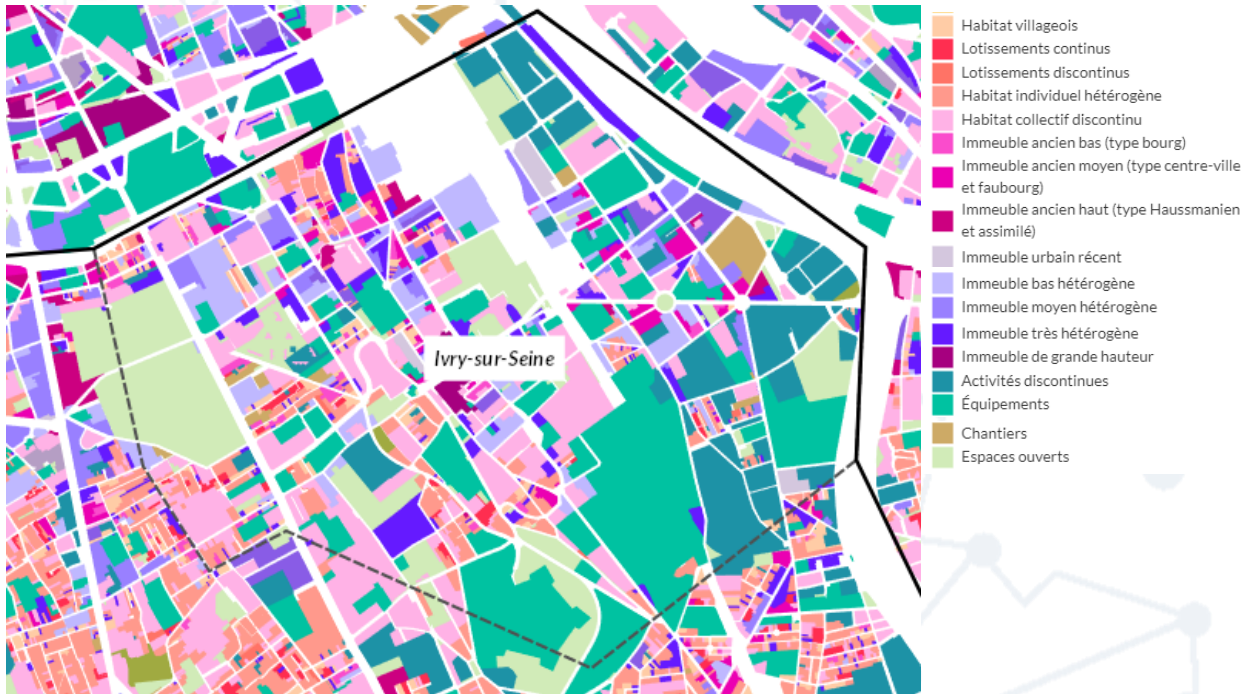 Ivry-sur-Seine
Habitat villageois
Lotissements continus
Lotissements discontinus
Habitat individuel hétérogène
Habitat collectif discontinu
Immeuble ancien bas (type bourg)
Immeuble ancien moyen (type centre-ville
et faubourg)
Immeuble ancien haut (type Haussmanien
et assimilé)
Immeuble urbain récent
Immeuble bas hétérogène
Immeuble moyen hétérogène
Immeuble très hétérogène
Immeuble de grande hauteur
Activités discontinues
Équipements
Chantiers
Espaces ouverts